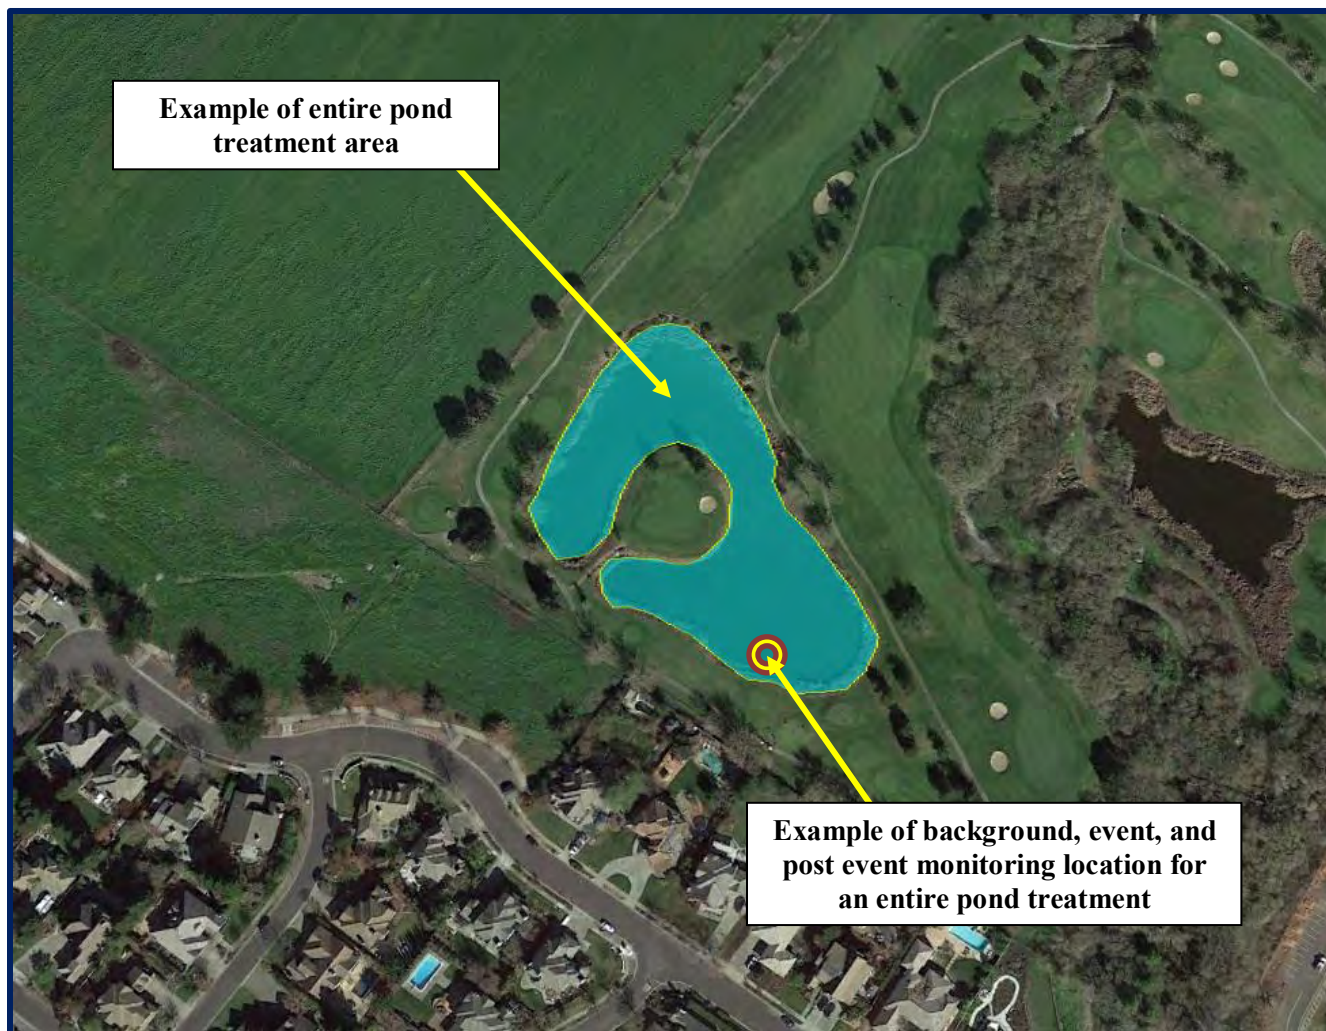 Example of entire pond
treatment area
Example of background, event, and
post event monitoring location for
an entire pond treatment